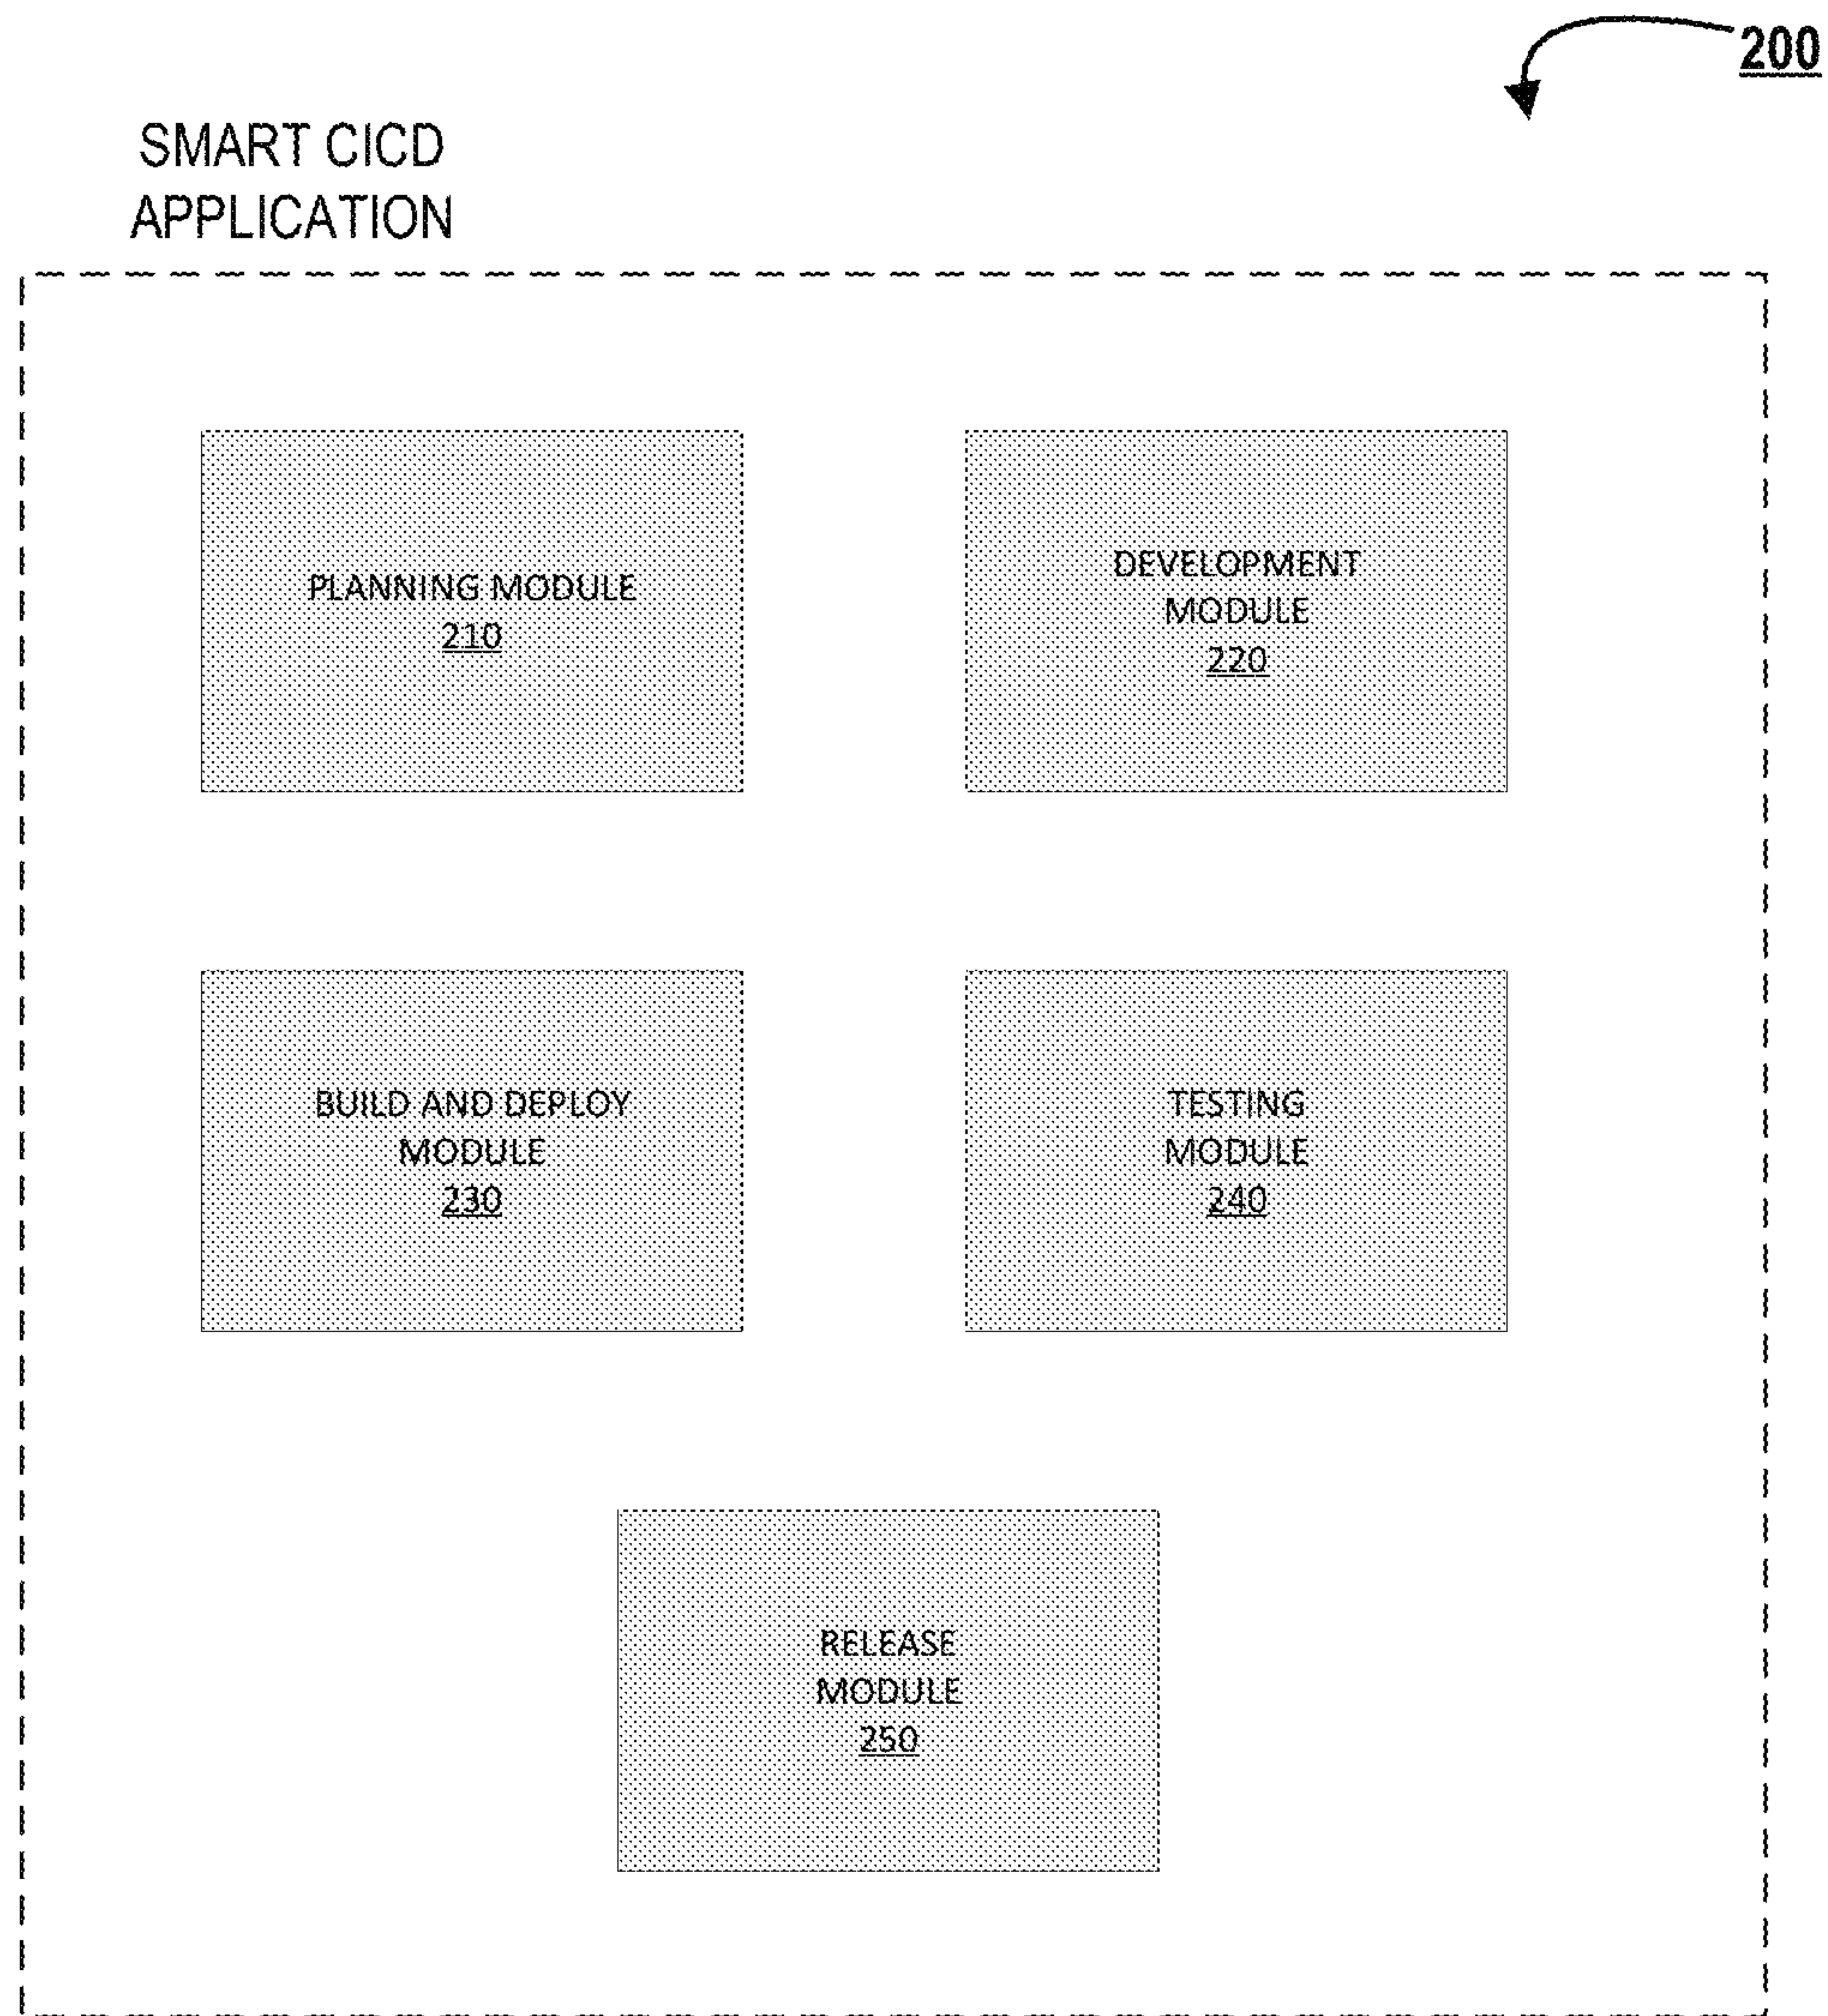 200
SMART CICD
APPLICATION
PLANNING MODULE
210
DEVELOPMENT
MODULE
220
BUILD AND DEPLOY
MODULE
230
TESTING
MODULE
240
RELEASE
MODULE
250